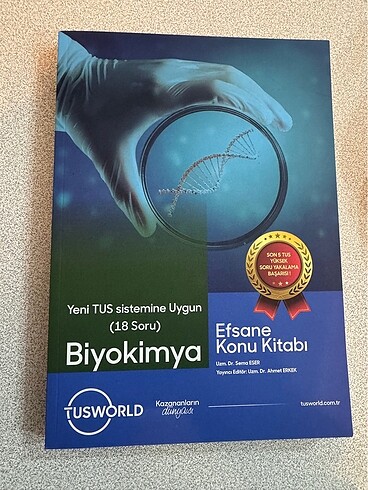 SON 5 TUS
YÜKSEK
SORU YAKALAMA
BAŞARISI!
Yeni TUS sistemine Uygun
(18 Soru)
Biyokimya
Efsane
Konu Kitabı
Uzm. Dr. Sema ESER
Yayıncı Editör: Uzm. Dr. Ahmet ERKEK
TUSWORLD
Kazananların
dünyası
tusworld.com.tr